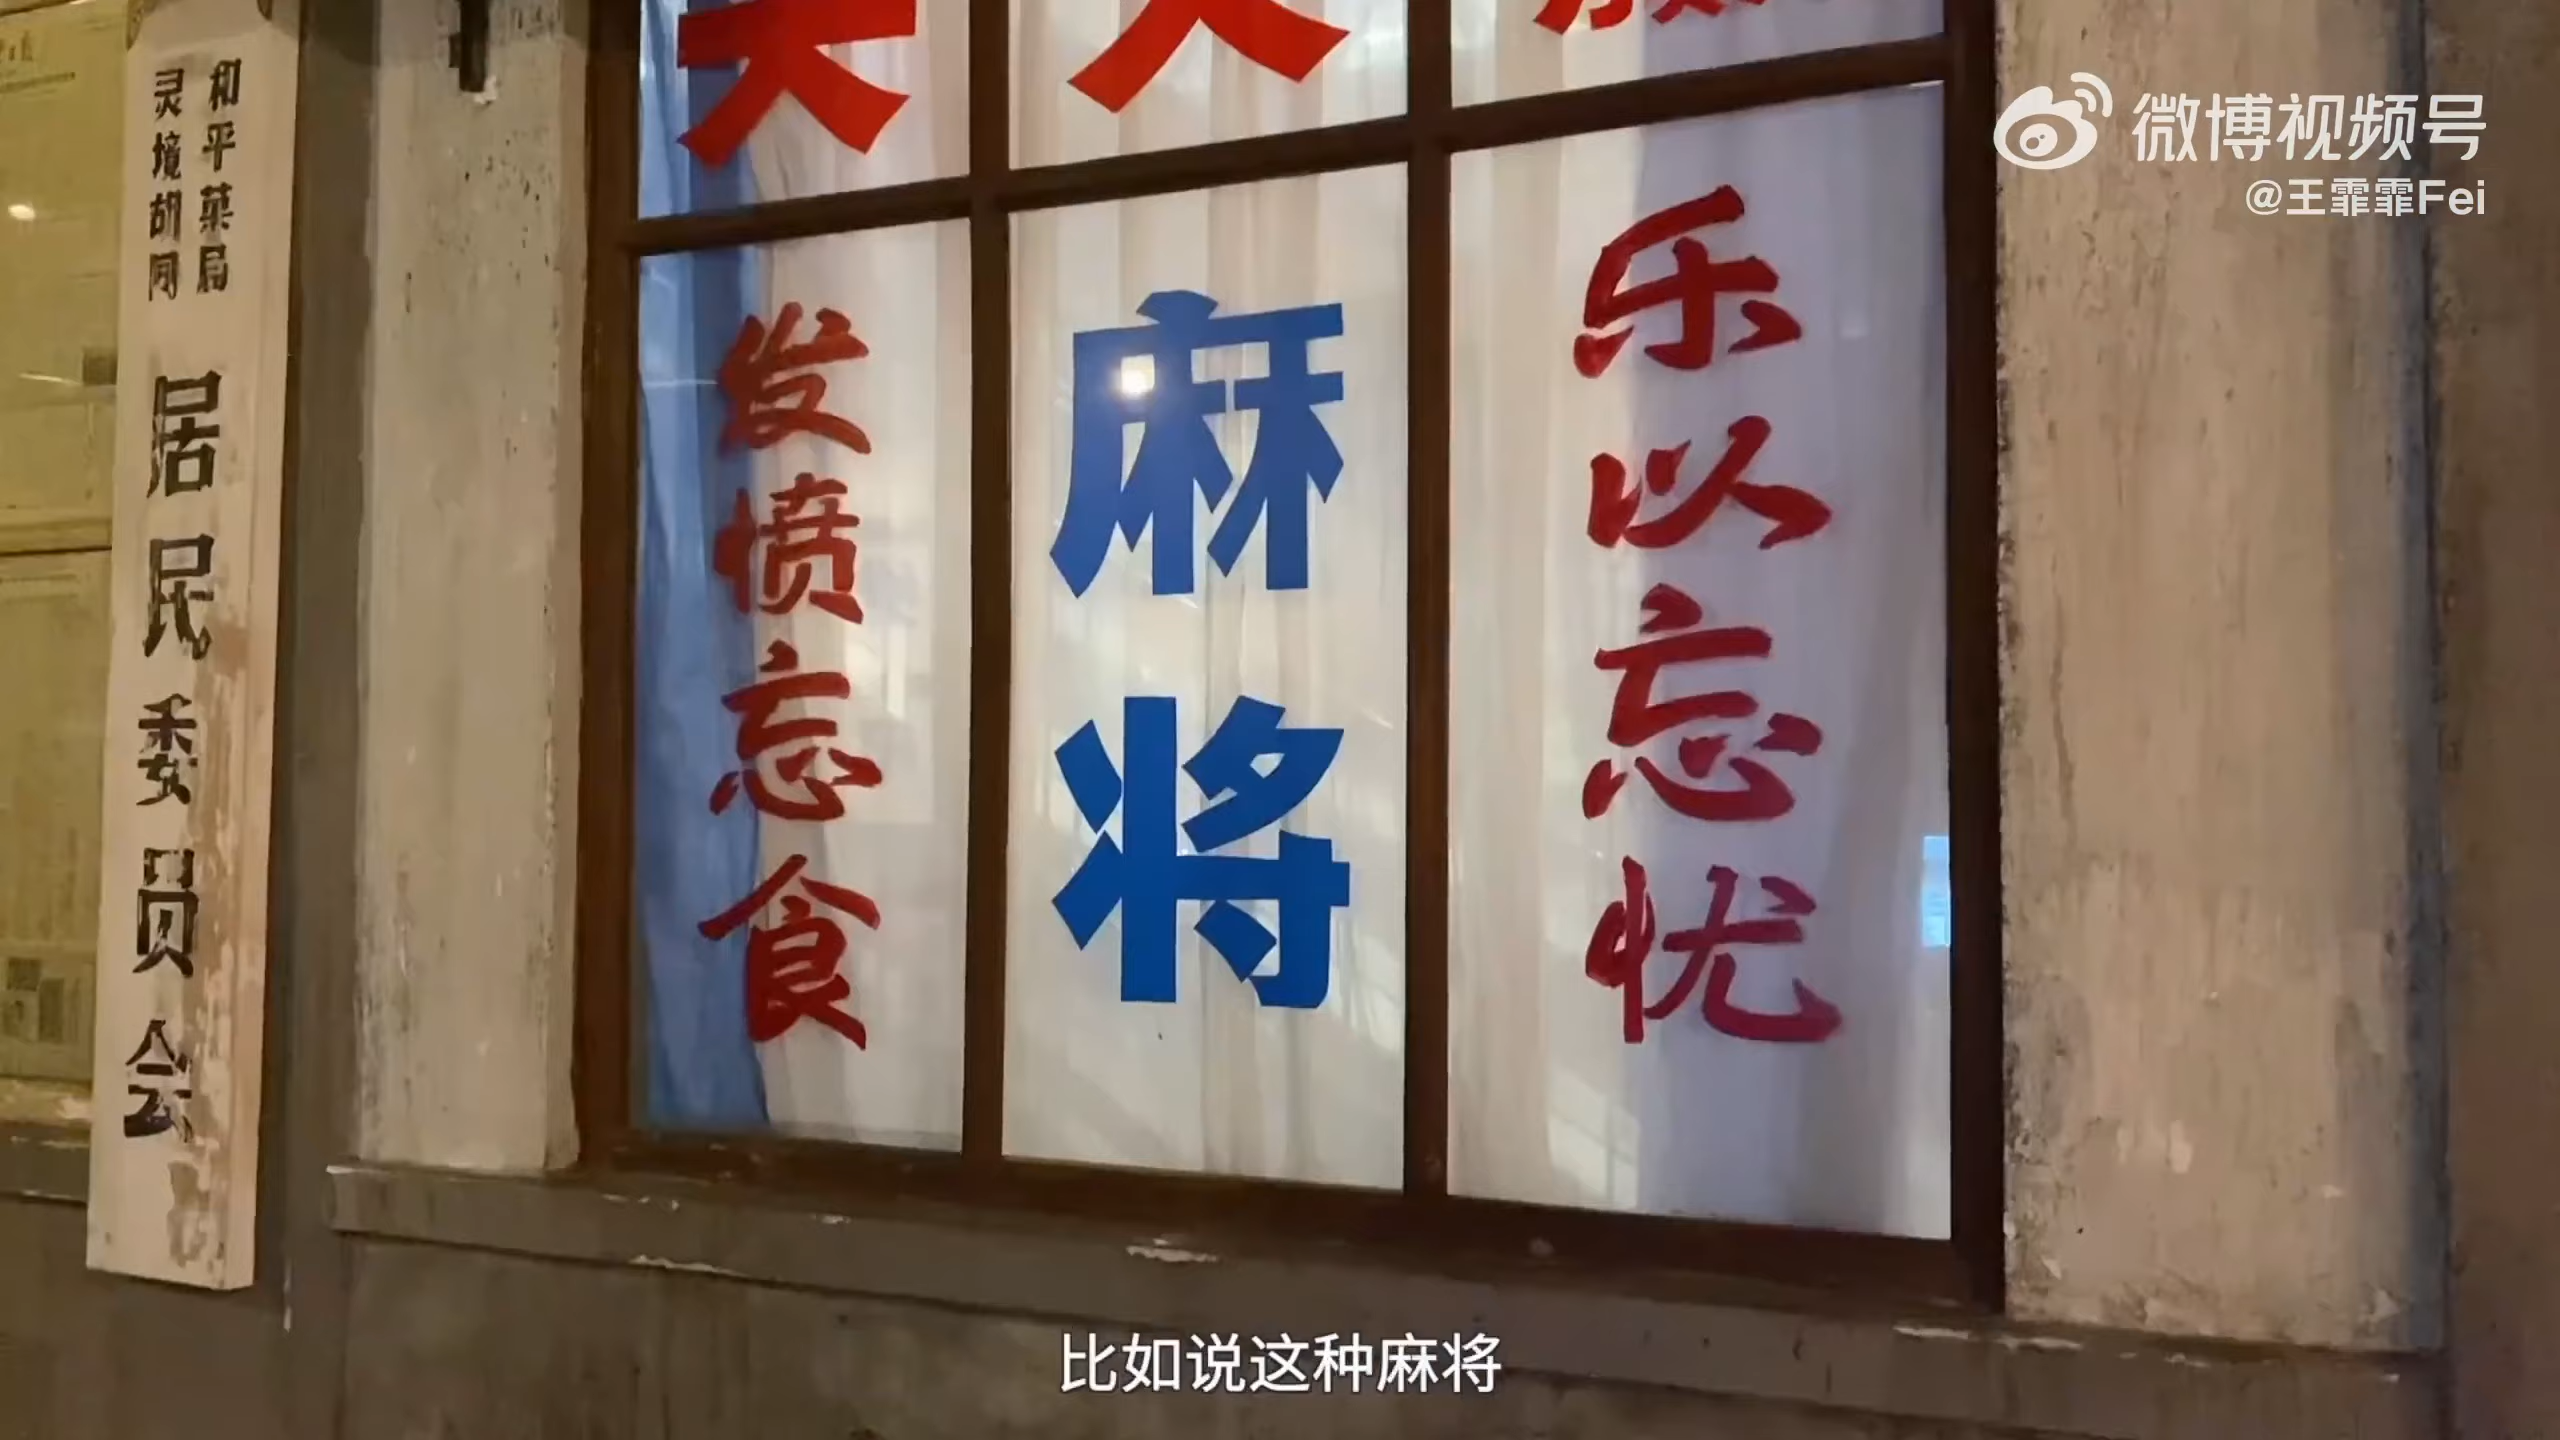 和平菓局
灵境胡同
居民委员会
发愤忘食
麻将
乐以忘忧
微博视频号
@王霏霏Fei
比如说这种麻将